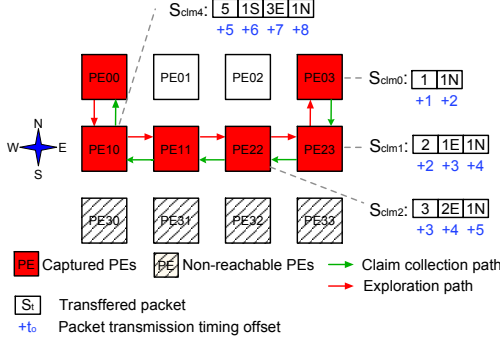 Sclm4: 5 1S 3E 1N
+5 +6 +7 +8
PE00 PE01 PE02 PE03
Sclm0: 1 1N
+1 +2
N
W E
S
PE10 PE11 PE22 PE23
Sclm1: 2 1E 1N
+2 +3 +4
Sclm2: 3 2E 1N
+3 +4 +5
PE30 PE31 PE32 PE33
PE Captured PEs
PE Non-reachable PEs
Claim collection path
Exploration path
St Transffered packet
+to Packet transmission timing offset